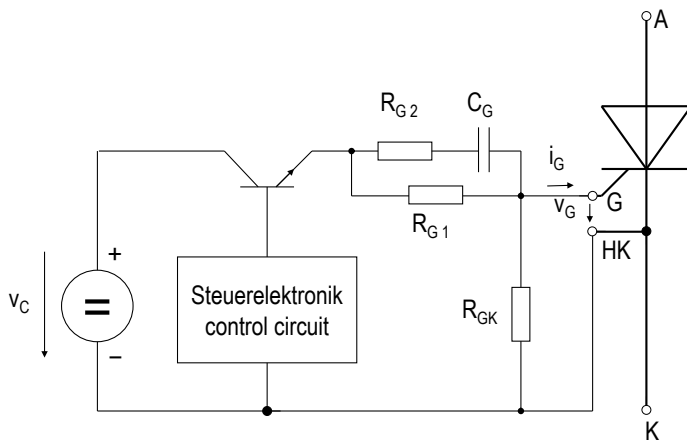 A
R_G2
C_G
i_G
v_G
G
R_G1
HK
+
v_C
=
−
Steuerelektronik
control circuit
R_GK
K